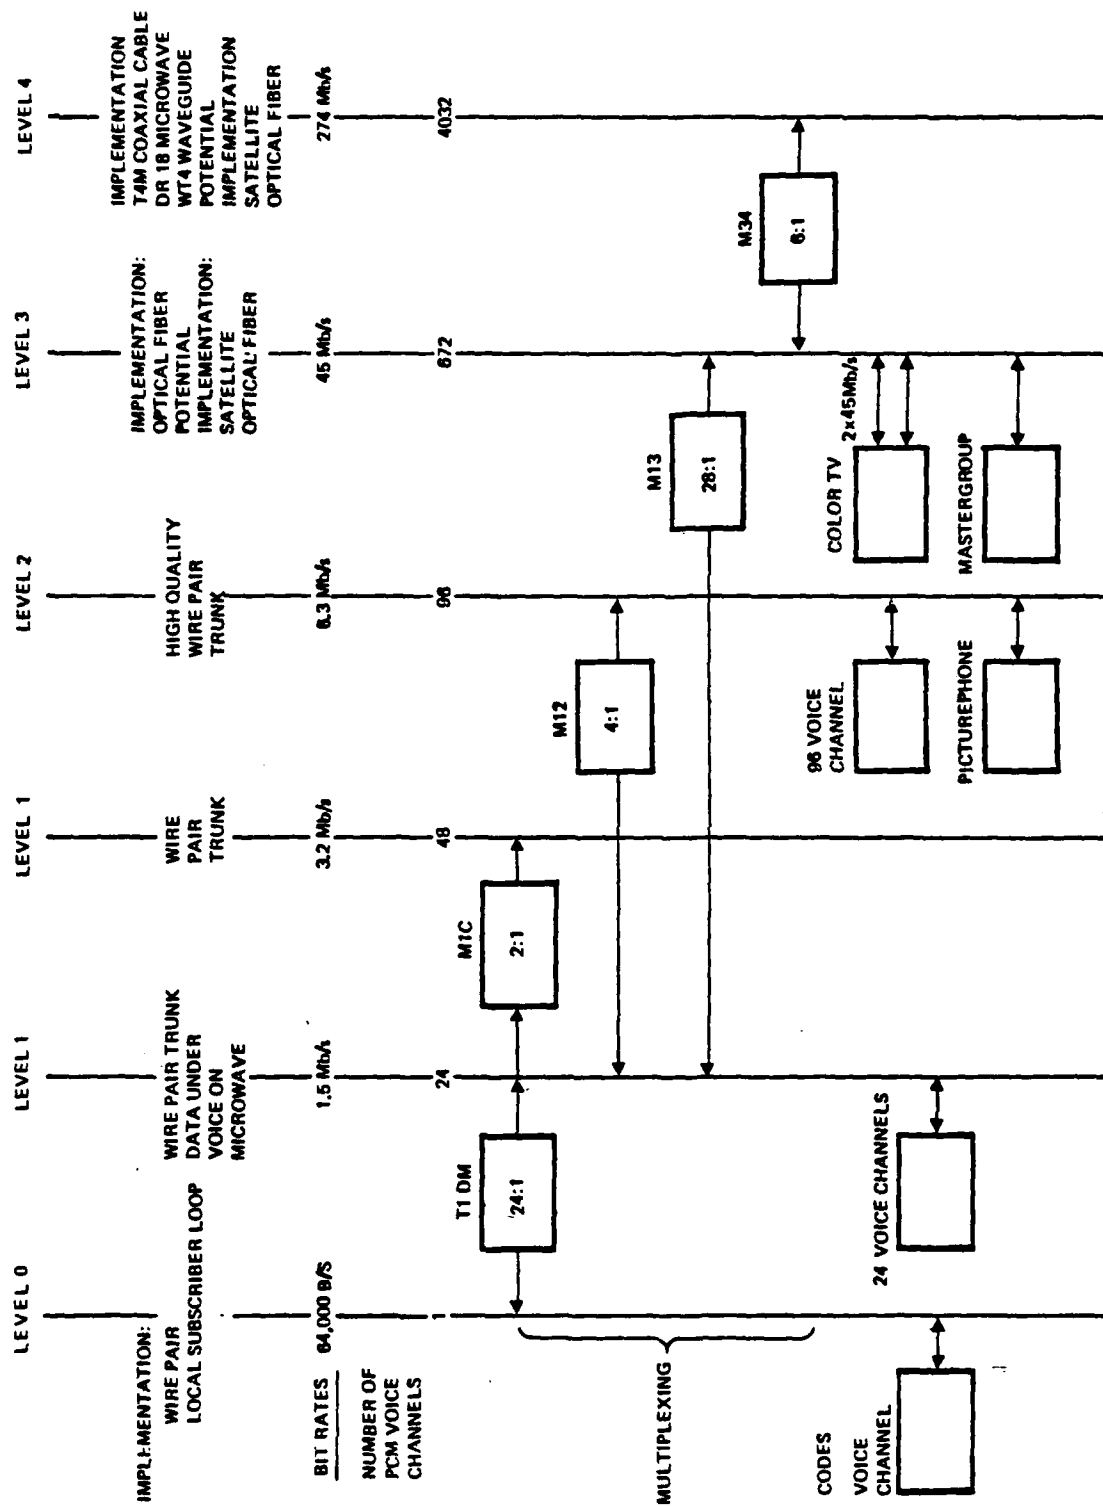 LEVEL 0
LEVEL 1
LEVEL 1
LEVEL 2
LEVEL 3
LEVEL 4
IMPLEMENTATION:
WIRE PAIR
LOCAL SUBSCRIBER LOOP
WIRE PAIR TRUNK
DATA UNDER
VOICE ON
MICROWAVE
WIRE
PAIR
TRUNK
HIGH QUALITY
WIRE PAIR
TRUNK
IMPLEMENTATION:
OPTICAL FIBER
POTENTIAL
IMPLEMENTATION:
SATELLITE
OPTICAL FIBER
IMPLEMENTATION
T4M COAXIAL CABLE
DR 18 MICROWAVE
WT4 WAVEGUIDE
POTENTIAL
IMPLEMENTATION
SATELLITE
OPTICAL FIBER
BIT RATES
64,000 B/S
1.5 Mb/s
3.2 Mb/s
6.3 Mb/s
45 Mb/s
274 Mb/s
NUMBER OF
PCM VOICE
CHANNELS
1
24
48
96
672
4032
MULTIPLEXING
T1 DM
24:1
M1C
2:1
M12
4:1
M13
28:1
M34
6:1
CODES
VOICE
CHANNEL
24 VOICE CHANNELS
96 VOICE
CHANNEL
PICTUREPHONE
COLOR TV
2x45Mb/s
MASTERGROUP